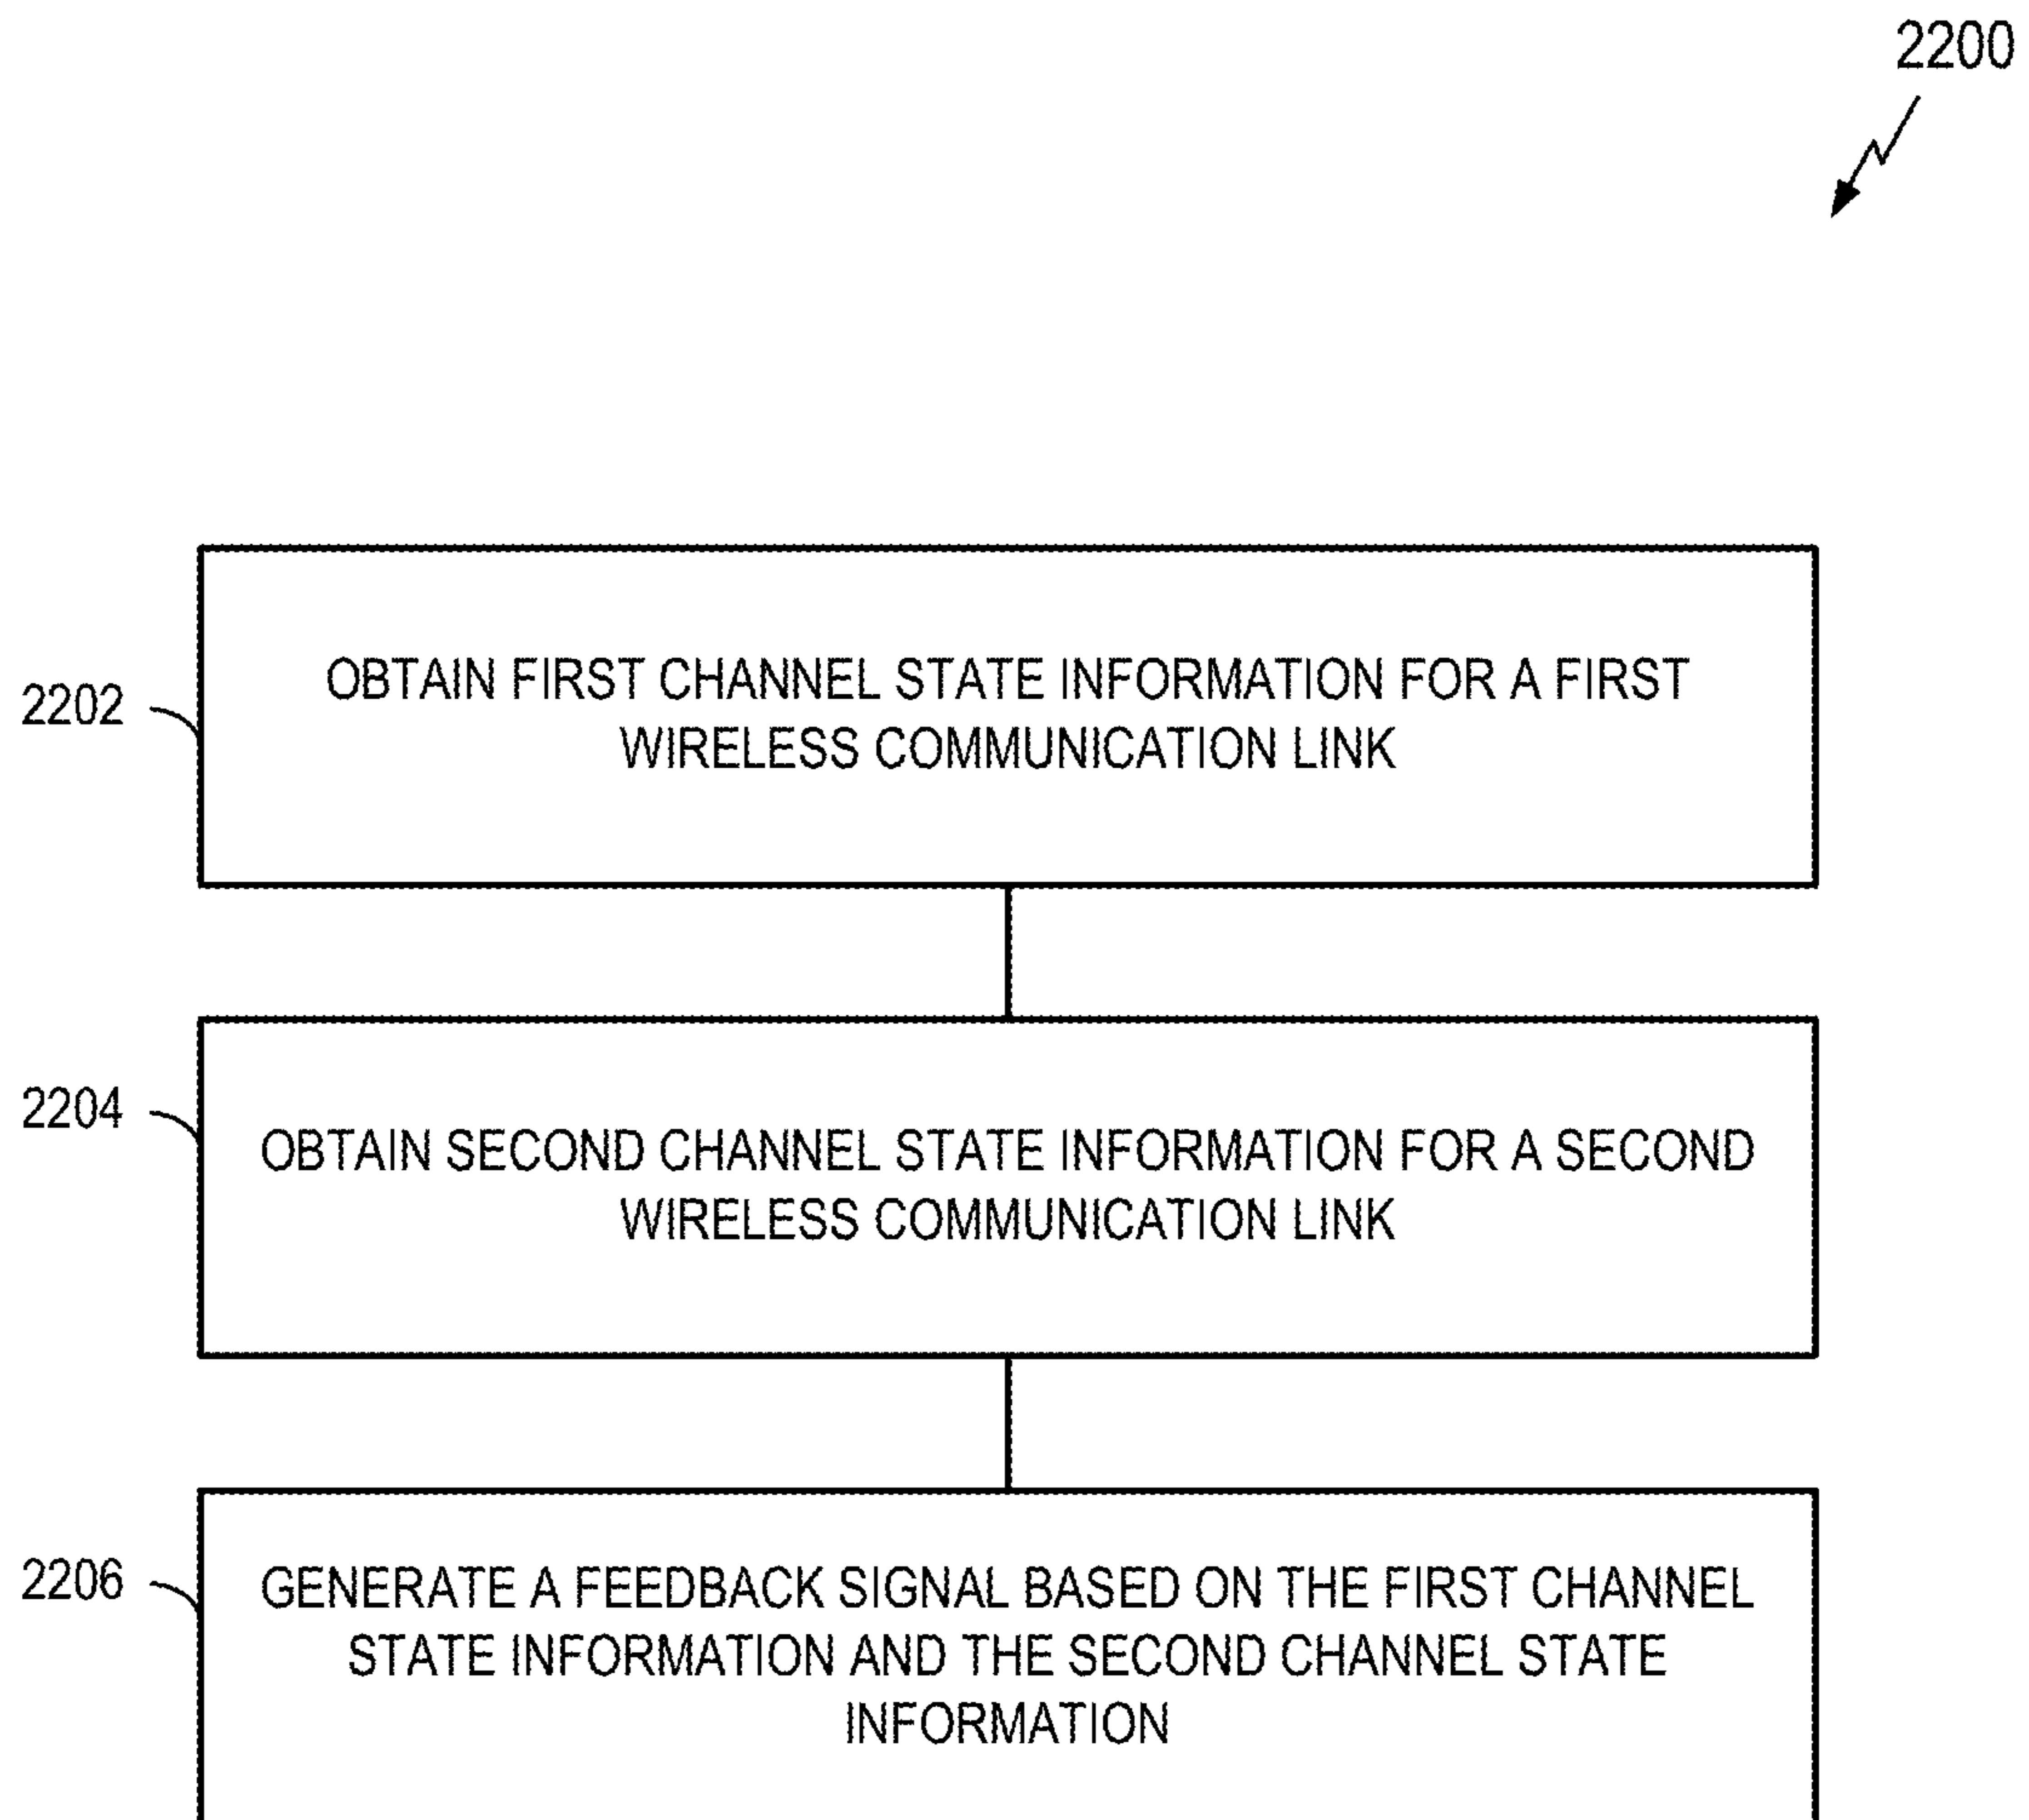 2200
2202
OBTAIN FIRST CHANNEL STATE INFORMATION FOR A FIRST
WIRELESS COMMUNICATION LINK
2204
OBTAIN SECOND CHANNEL STATE INFORMATION FOR A SECOND
WIRELESS COMMUNICATION LINK
2206
GENERATE A FEEDBACK SIGNAL BASED ON THE FIRST CHANNEL
STATE INFORMATION AND THE SECOND CHANNEL STATE
INFORMATION